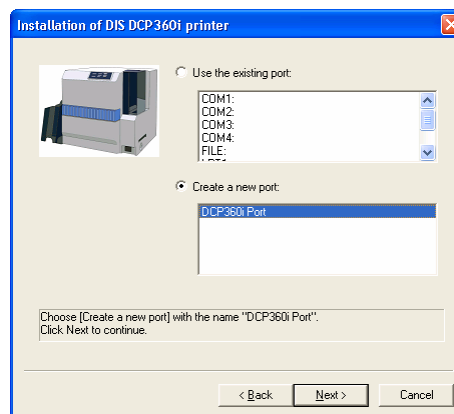 Installation of DIS DCP360i printer
Use the existing port:
COM1:
COM2:
COM3:
COM4:
FILE:
Create a new port:
DCP360i Port
Choose [Create a new port] with the name "DCP360i Port".
Click Next to continue.
< Back
Next >
Cancel